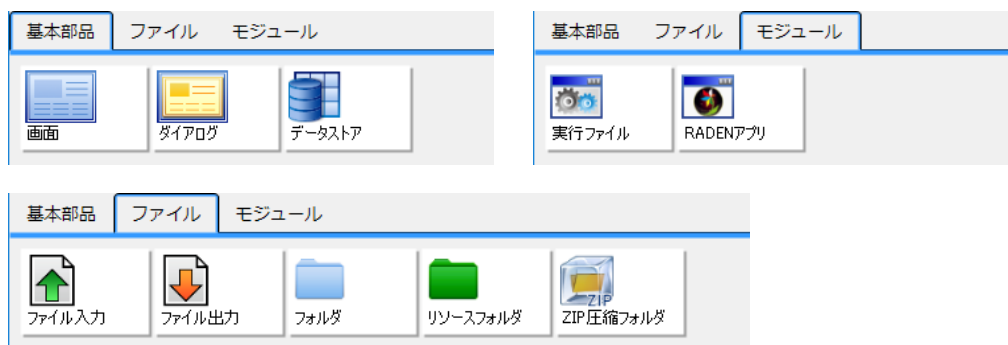 基本部品 ファイル モジュール
画面 ダイアログ データストア
基本部品 ファイル モジュール
実行ファイル RADENアプリ
基本部品 ファイル モジュール
ファイル入力 ファイル出力 フォルダ リソースフォルダ ZIP ZIP圧縮フォルダ